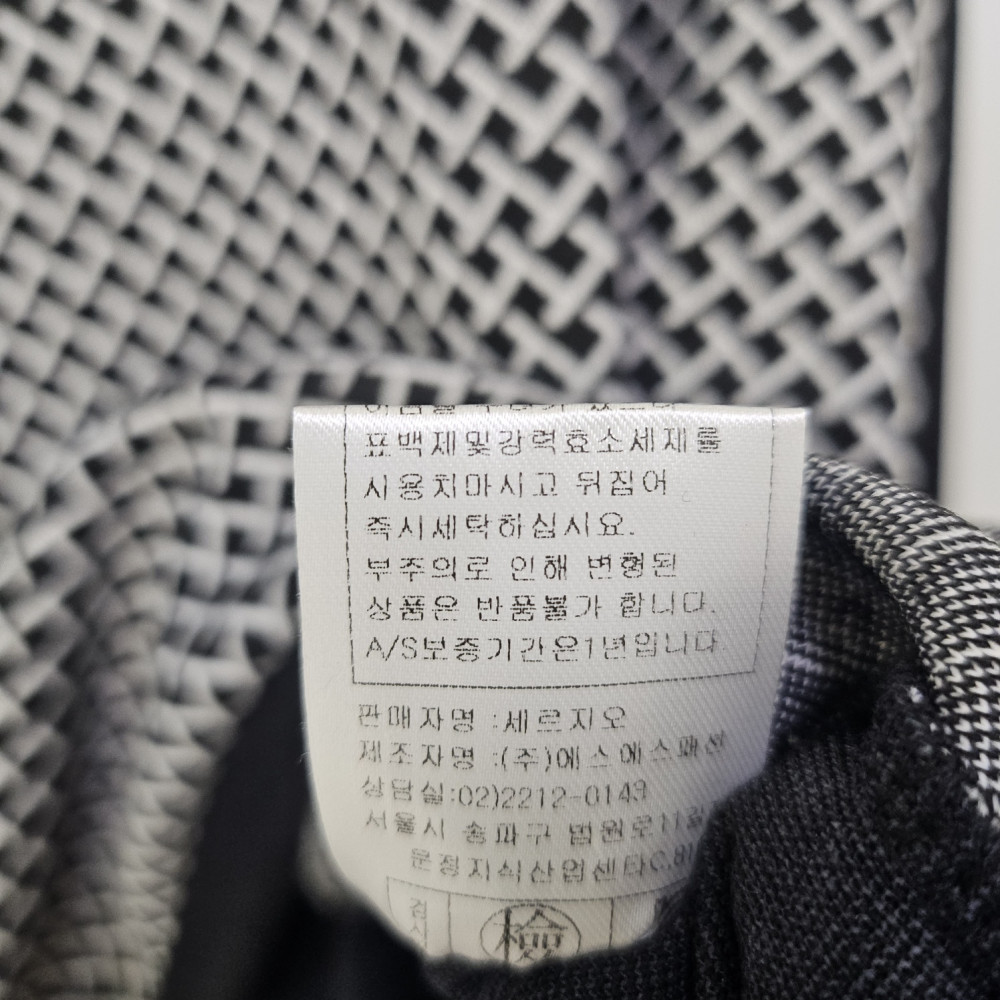 표백제및강력효소세제를
사용치마시고 뒤집어
즉시세탁하십시요.
부주의로 인해 변형된
상품은 반품불가 합니다.
A/S보증기간은1년입니다
판매자명 :세르지오
제조자명 :(주)에스에스패션
상담실:02)2212-0143
서울시 송파구 법원로11길
문정지식산업센타C.B1
檢